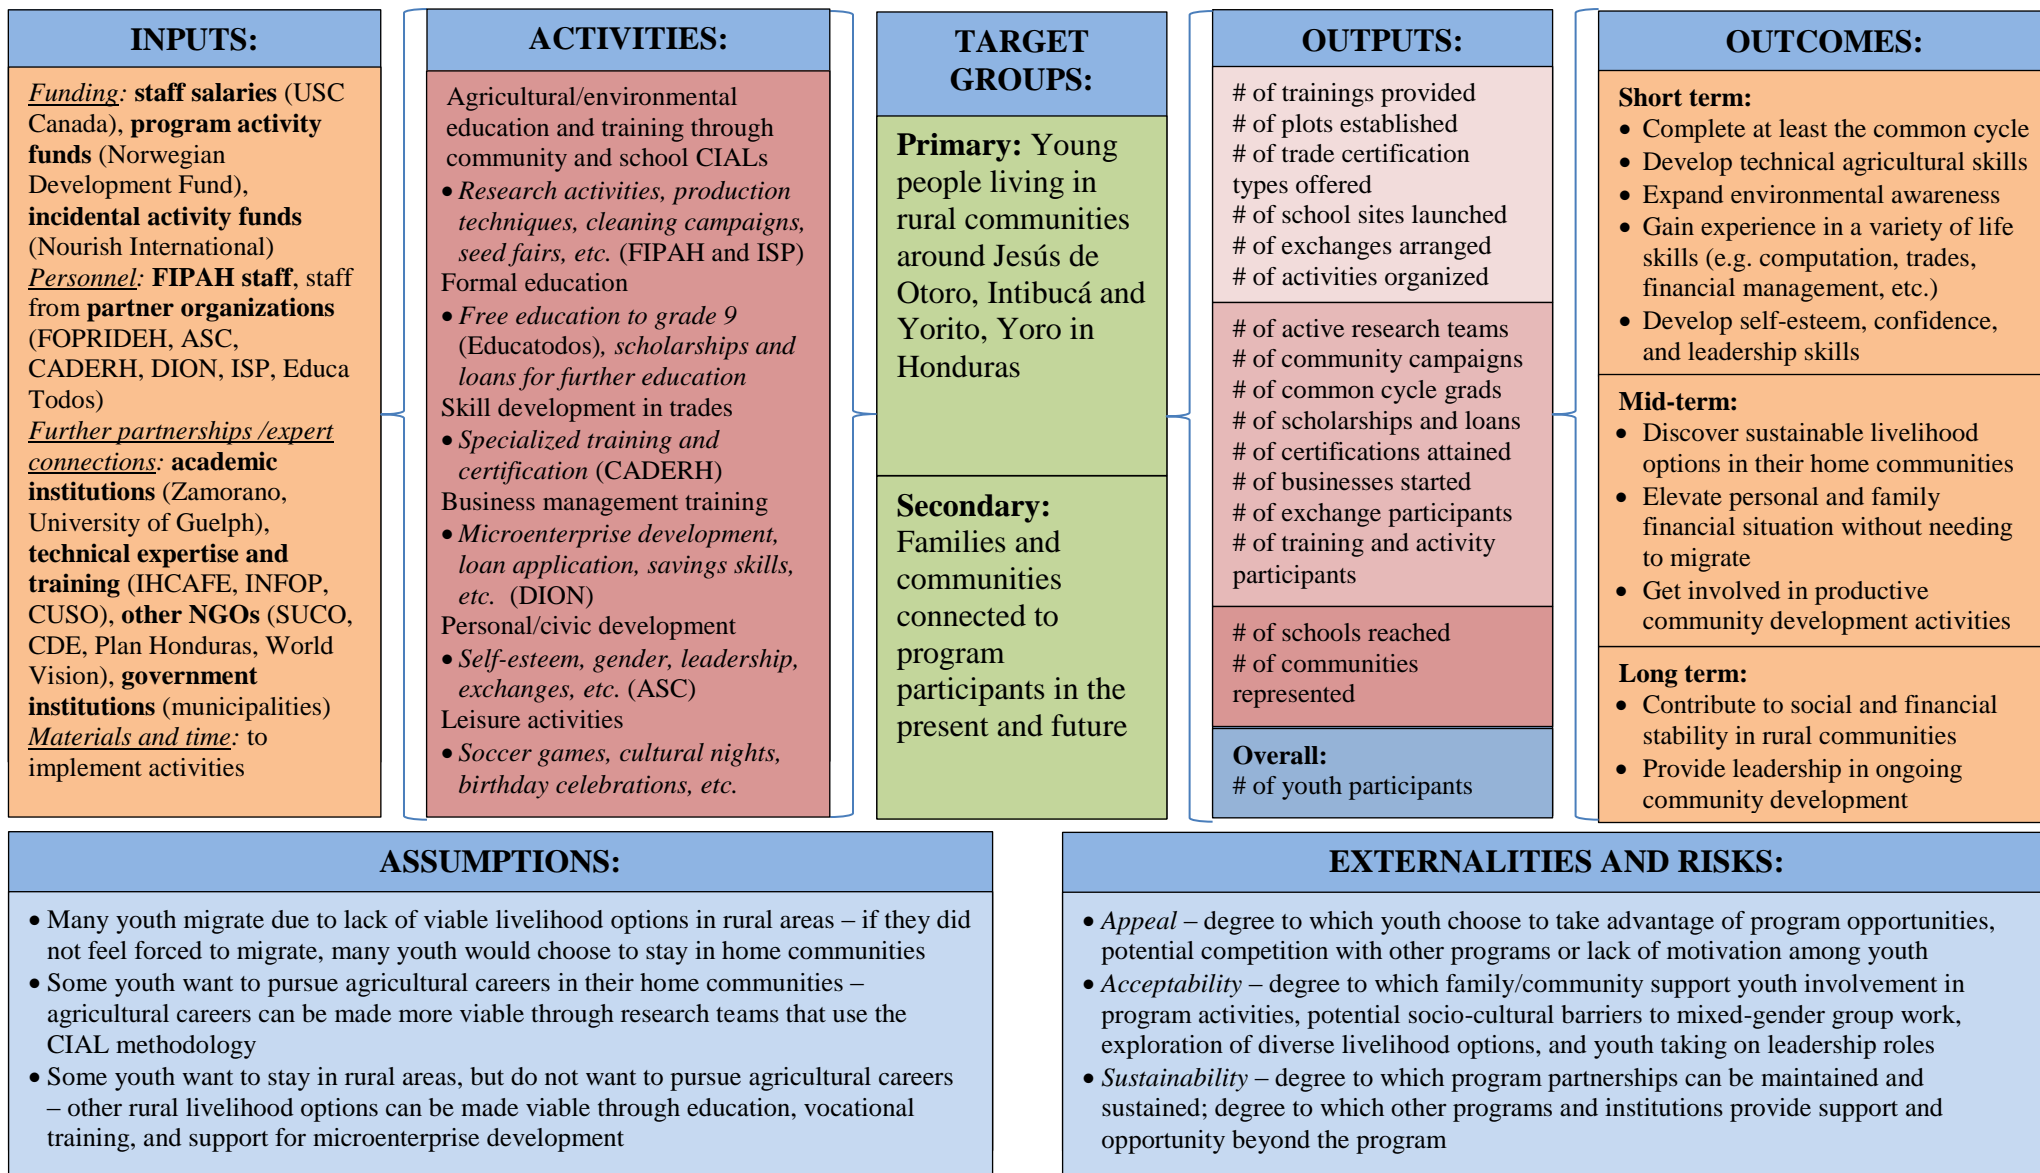 INPUTS:
Funding: staff salaries (USC
Canada), program activity
funds (Norwegian
Development Fund),
incidental activity funds
(Nourish International)
Personnel: FIPAH staff, staff
from partner organizations
(FOPRIDEH, ASC,
CADERH, DION, ISP, Educa
Todos)
Further partnerships /expert
connections: academic
institutions (Zamorano,
University of Guelph),
technical expertise and
training (IHCAFE, INFOP,
CUSO), other NGOs (SUCO,
CDE, Plan Honduras, World
Vision), government
institutions (municipalities)
Materials and time: to
implement activities
ACTIVITIES:
Agricultural/environmental
education and training through
community and school CIALs
• Research activities, production
techniques, cleaning campaigns,
seed fairs, etc. (FIPAH and ISP)
Formal education
• Free education to grade 9
(Educatodos), scholarships and
loans for further education
Skill development in trades
• Specialized training and
certification (CADERH)
Business management training
• Microenterprise development,
loan application, savings skills,
etc. (DION)
Personal/civic development
• Self-esteem, gender, leadership,
exchanges, etc. (ASC)
Leisure activities
• Soccer games, cultural nights,
birthday celebrations, etc.
TARGET
GROUPS:
Primary: Young
people living in
rural communities
around Jesús de
Otoro, Intibucá and
Yorito, Yoro in
Honduras
Secondary:
Families and
communities
connected to
program
participants in the
present and future
OUTPUTS:
# of trainings provided
# of plots established
# of trade certification
types offered
# of school sites launched
# of exchanges arranged
# of activities organized
# of active research teams
# of community campaigns
# of common cycle grads
# of scholarships and loans
# of certifications attained
# of businesses started
# of exchange participants
# of training and activity
participants
# of schools reached
# of communities
represented
Overall:
# of youth participants
OUTCOMES:
Short term:
• Complete at least the common cycle
• Develop technical agricultural skills
• Expand environmental awareness
• Gain experience in a variety of life
skills (e.g. computation, trades,
financial management, etc.)
• Develop self-esteem, confidence,
and leadership skills
Mid-term:
• Discover sustainable livelihood
options in their home communities
• Elevate personal and family
financial situation without needing
to migrate
• Get involved in productive
community development activities
Long term:
• Contribute to social and financial
stability in rural communities
• Provide leadership in ongoing
community development
ASSUMPTIONS:
• Many youth migrate due to lack of viable livelihood options in rural areas – if they did
not feel forced to migrate, many youth would choose to stay in home communities
• Some youth want to pursue agricultural careers in their home communities –
agricultural careers can be made more viable through research teams that use the
CIAL methodology
• Some youth want to stay in rural areas, but do not want to pursue agricultural careers
– other rural livelihood options can be made viable through education, vocational
training, and support for microenterprise development
EXTERNALITIES AND RISKS:
• Appeal – degree to which youth choose to take advantage of program opportunities,
potential competition with other programs or lack of motivation among youth
• Acceptability – degree to which family/community support youth involvement in
program activities, potential socio-cultural barriers to mixed-gender group work,
exploration of diverse livelihood options, and youth taking on leadership roles
• Sustainability – degree to which program partnerships can be maintained and
sustained; degree to which other programs and institutions provide support and
opportunity beyond the program